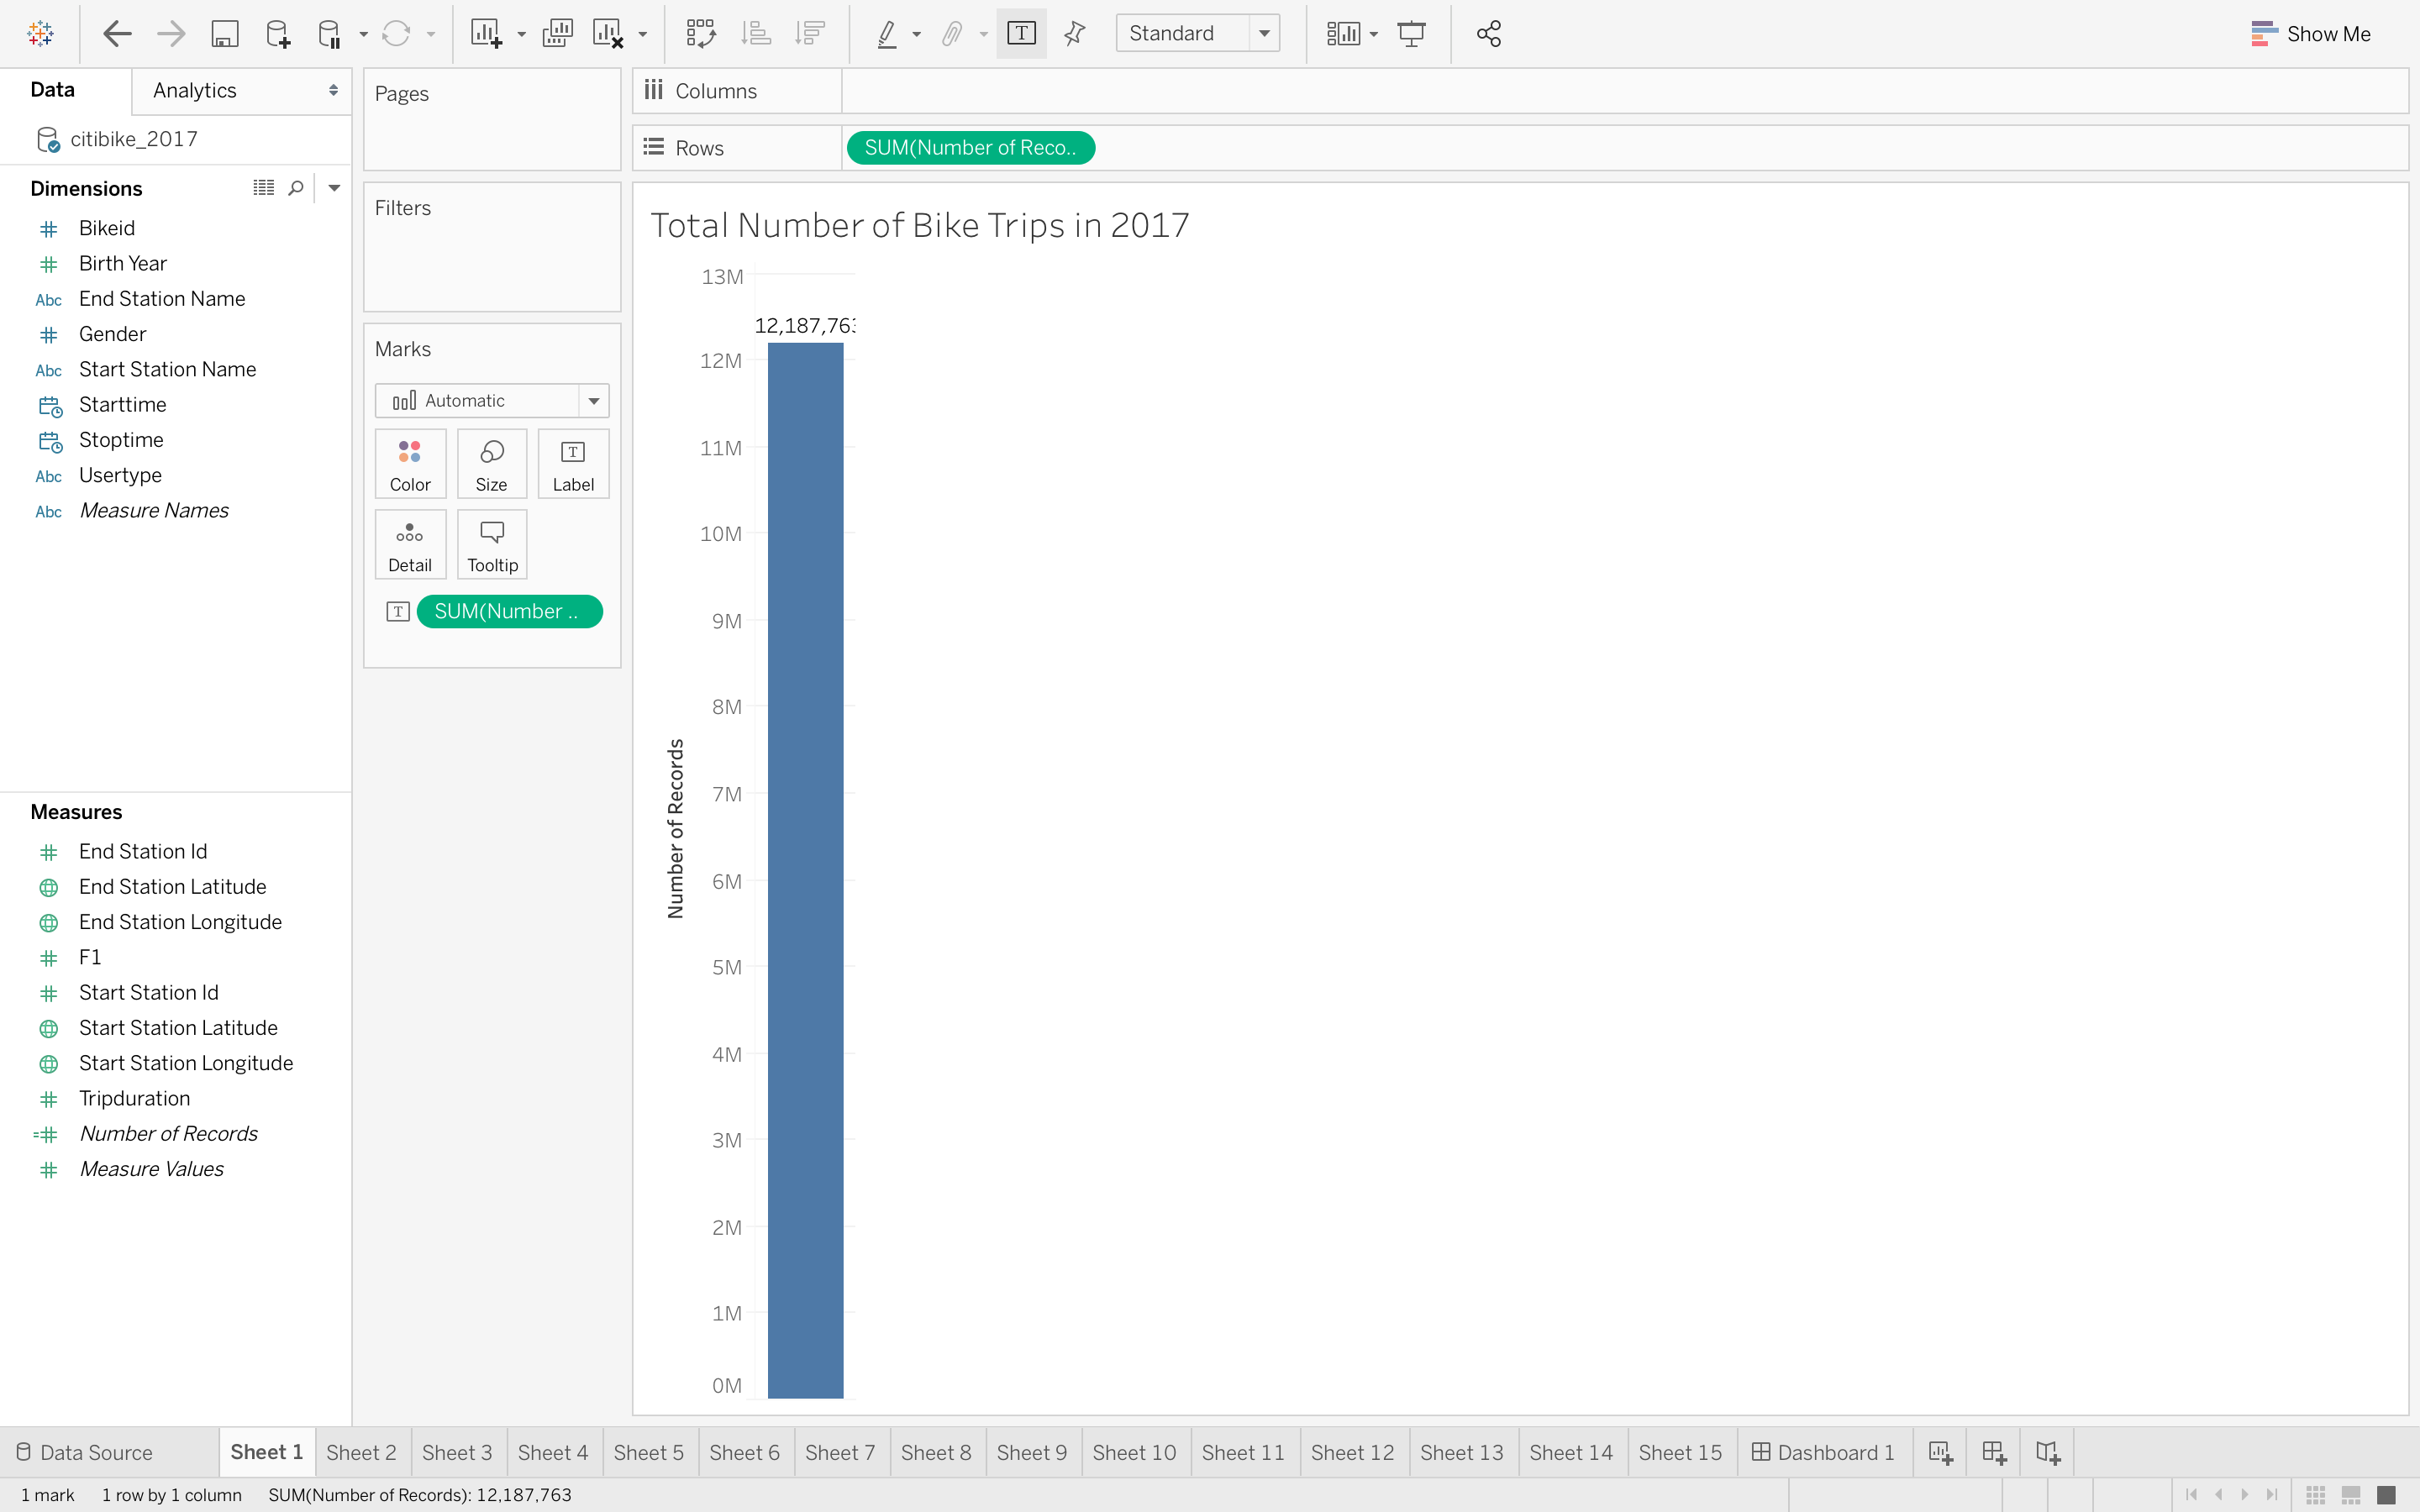 Standard
Show Me
Data
Analytics
citibike_2017
Dimensions
Bikeid
Birth Year
Abc End Station Name
Gender
Abc Start Station Name
Starttime
Stoptime
Abc Usertype
Abc Measure Names
Measures
End Station Id
End Station Latitude
End Station Longitude
F1
Start Station Id
Start Station Latitude
Start Station Longitude
Tripduration
Number of Records
Measure Values
Pages
Filters
Marks
Automatic
Color Size T Label
Detail Tooltip
T SUM(Number ..
Columns
Rows SUM(Number of Reco..
Total Number of Bike Trips in 2017
13M
12,187,763
12M
11M
10M
9M
8M
7M
6M
5M
4M
3M
2M
1M
0M
Number of Records
Data Source Sheet 1 Sheet 2 Sheet 3 Sheet 4 Sheet 5 Sheet 6 Sheet 7 Sheet 8 Sheet 9 Sheet 10 Sheet 11 Sheet 12 Sheet 13 Sheet 14 Sheet 15 Dashboard 1
1 mark 1 row by 1 column SUM(Number of Records): 12,187,763